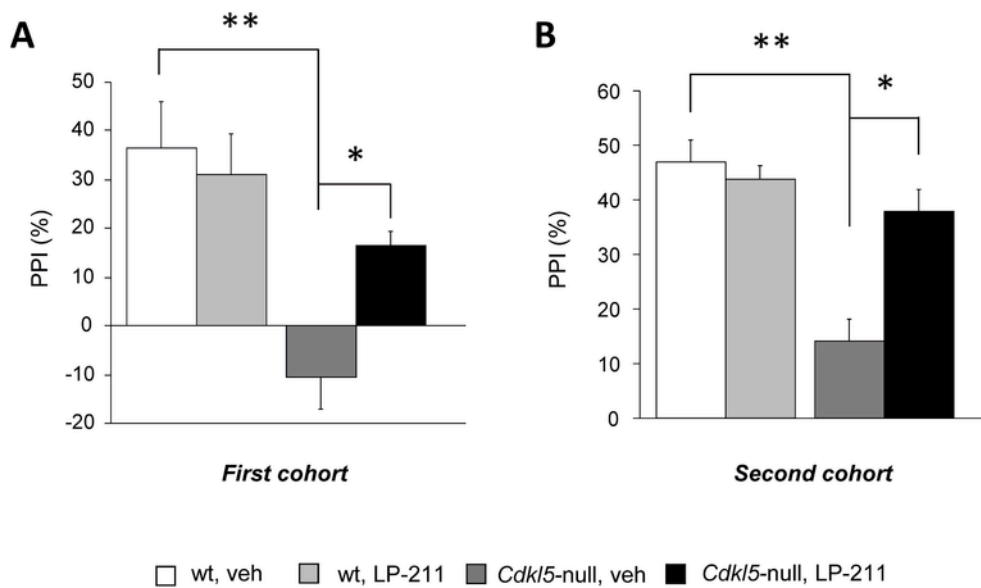 A
**
50
40
30
20
10
0
-10
-20
PPI (%)
*
First cohort
B
**
60
50
40
30
20
10
0
PPI (%)
*
Second cohort
wt, veh wt, LP-211 Cdkl5-null, veh Cdkl5-null, LP-211